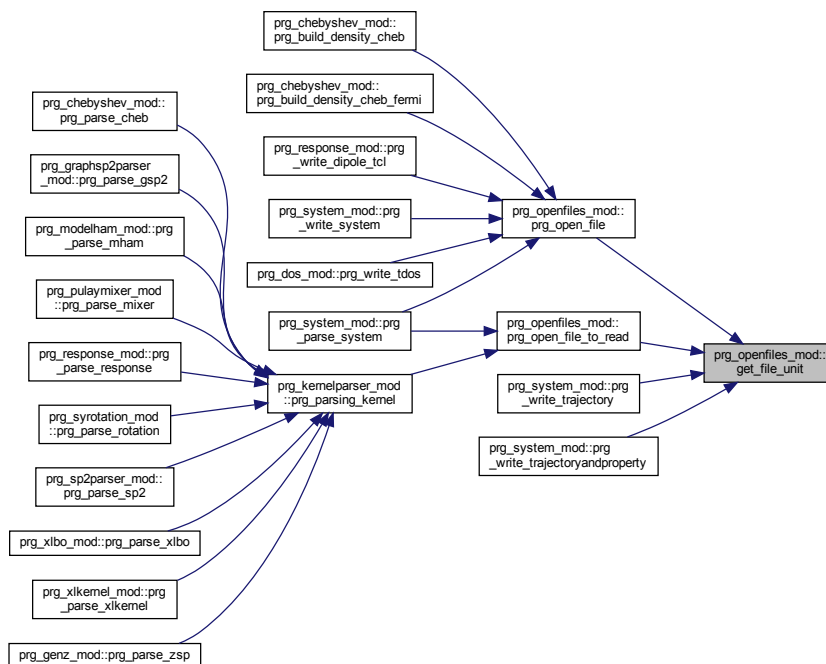 prg_chebyshev_mod::
prg_build_density_cheb
prg_chebyshev_mod::
prg_build_density_cheb_fermi
prg_chebyshev_mod::
prg_parse_cheb
prg_response_mod::prg
_write_dipole_tcl
prg_graphsp2parser
_mod::prg_parse_gsp2
prg_system_mod::prg
_write_system
prg_openfiles_mod::
prg_open_file
prg_modelham_mod::prg
_parse_mham
prg_dos_mod::prg_write_tdos
prg_pulaymixer_mod
::prg_parse_mixer
prg_system_mod::prg
_parse_system
prg_openfiles_mod::
prg_open_file_to_read
prg_openfiles_mod::
get_file_unit
prg_response_mod::prg
_parse_response
prg_kernelparser_mod
::prg_parsing_kernel
prg_system_mod::prg
_write_trajectory
prg_syrotation_mod
::prg_parse_rotation
prg_system_mod::prg
_write_trajectoryandproperty
prg_sp2parser_mod::
prg_parse_sp2
prg_xlbo_mod::prg_parse_xlbo
prg_xlkernel_mod::prg
_parse_xlkernel
prg_genz_mod::prg_parse_zsp